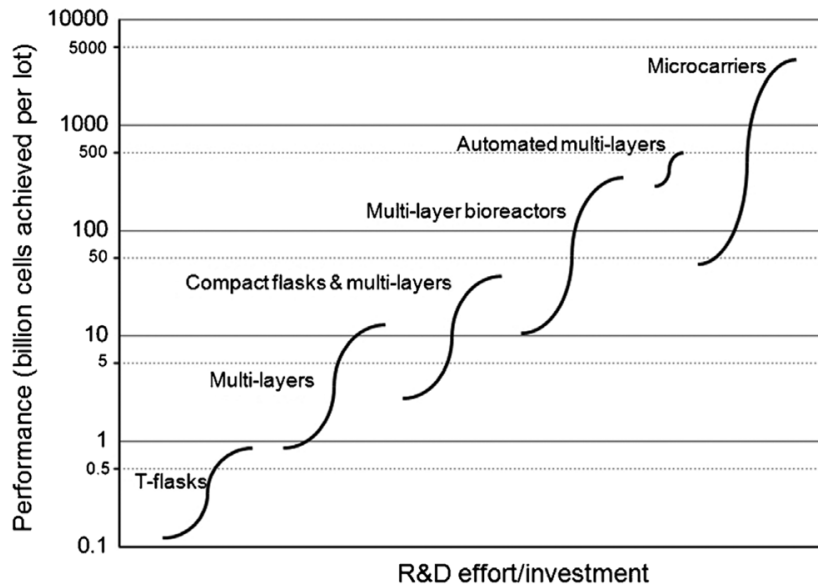 Performance (billion cells achieved per lot)
10000
5000
1000
500
100
50
10
5
1
0.5
0.1
Microcarriers
Automated multi-layers
Multi-layer bioreactors
Compact flasks & multi-layers
Multi-layers
T-flasks
R&D effort/investment